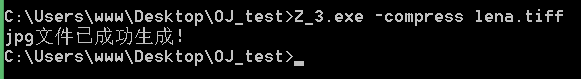 C:\Users\www\Desktop\OJ_test>Z_3.exe -compress lena.tiff
jpg文件已成功生成!
C:\Users\www\Desktop\OJ_test>_